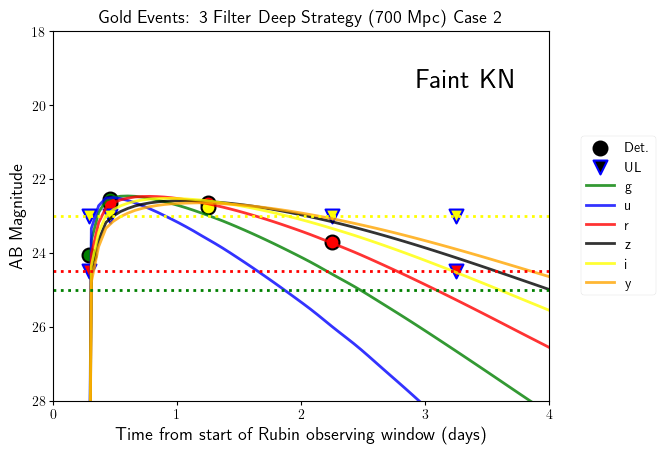 Gold Events: 3 Filter Deep Strategy (700 Mpc) Case 2
18
20
22
24
26
28
AB Magnitude
Faint KN
0 1 2 3 4
Time from start of Rubin observing window (days)
Det.
UL
g
u
r
z
i
y